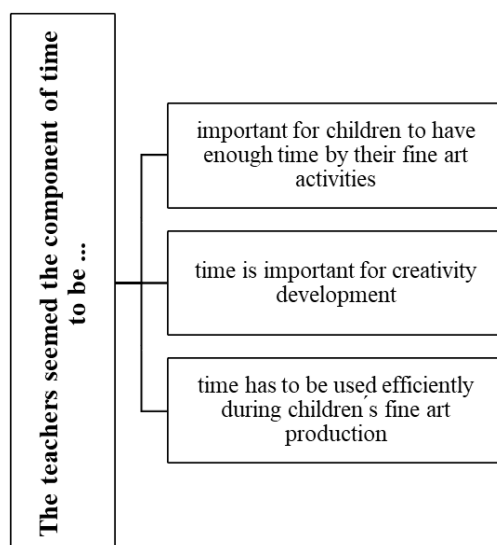 The teachers seemed the component of time
to be ...
important for children to have
enough time by their fine art
activities
time is important for creativity
development
time has to be used efficiently
during children´s fine art
production